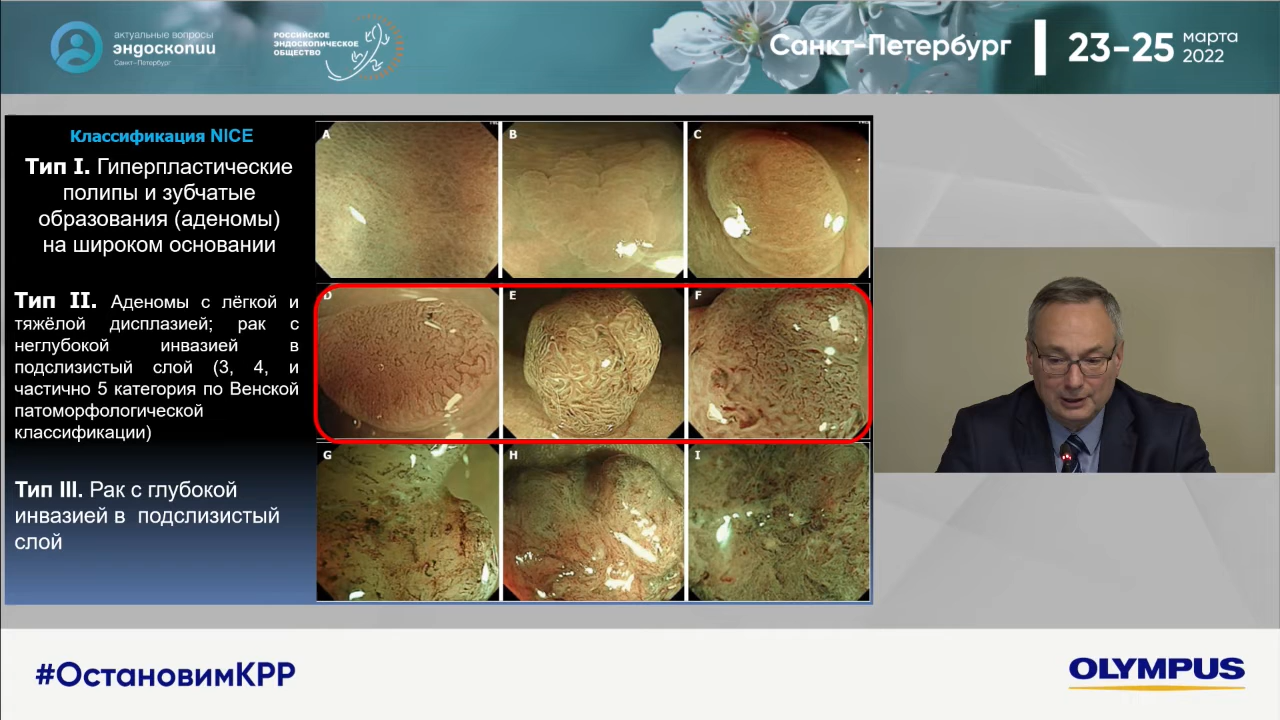 актуальные вопросы
эндоскопии
Санкт-Петербург
РОССИЙСКОЕ
ЭНДОСКОПИЧЕСКОЕ
ОБЩЕСТВО
Санкт-Петербург
23-25 марта
2022
Классификация NICE
Тип I. Гиперпластические
полипы и зубчатые
образования (аденомы)
на широком основании
Тип II. Аденомы с лёгкой и
тяжёлой дисплазией; рак с
неглубокой инвазией в
подслизистый слой (3, 4, и
частично 5 категория по Венской
патоморфологической
классификации)
Тип III. Рак с глубокой
инвазией в подслизистый
слой
A
B
C
D
E
F
G
H
I
#ОстановимКРР
OLYMPUS